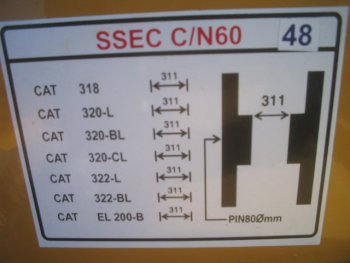 SSEC C/N60 48
CAT 318 311
CAT 320-L 311
CAT 320-BL 311
CAT 320-CL 311
CAT 322-L 311
CAT 322-BL 311
CAT EL 200-B 311
311
PIN80Ømm